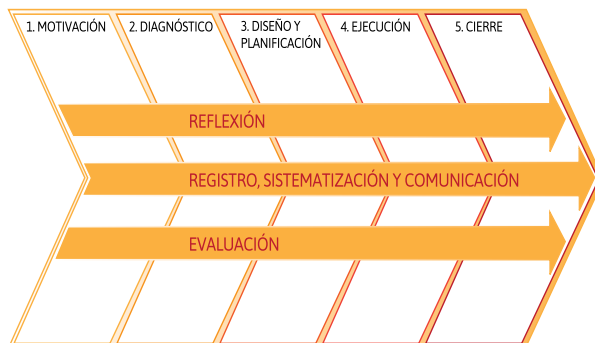 1. MOTIVACIÓN
2. DIAGNÓSTICO
3. DISEÑO Y
PLANIFICACIÓN
4. EJECUCIÓN
5. CIERRE
REFLEXIÓN
REGISTRO, SISTEMATIZACIÓN Y COMUNICACIÓN
EVALUACIÓN